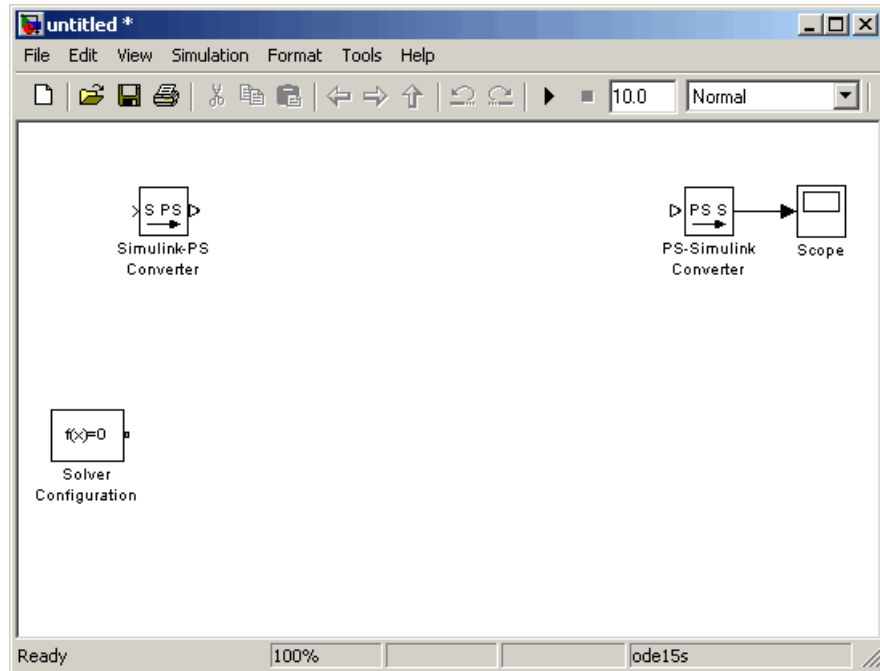 untitled *
File Edit View Simulation Format Tools Help
10.0 Normal
S PS
Simulink-PS
Converter
PS S
PS-Simulink
Converter
Scope
f(x)=0
Solver
Configuration
Ready 100% ode15s